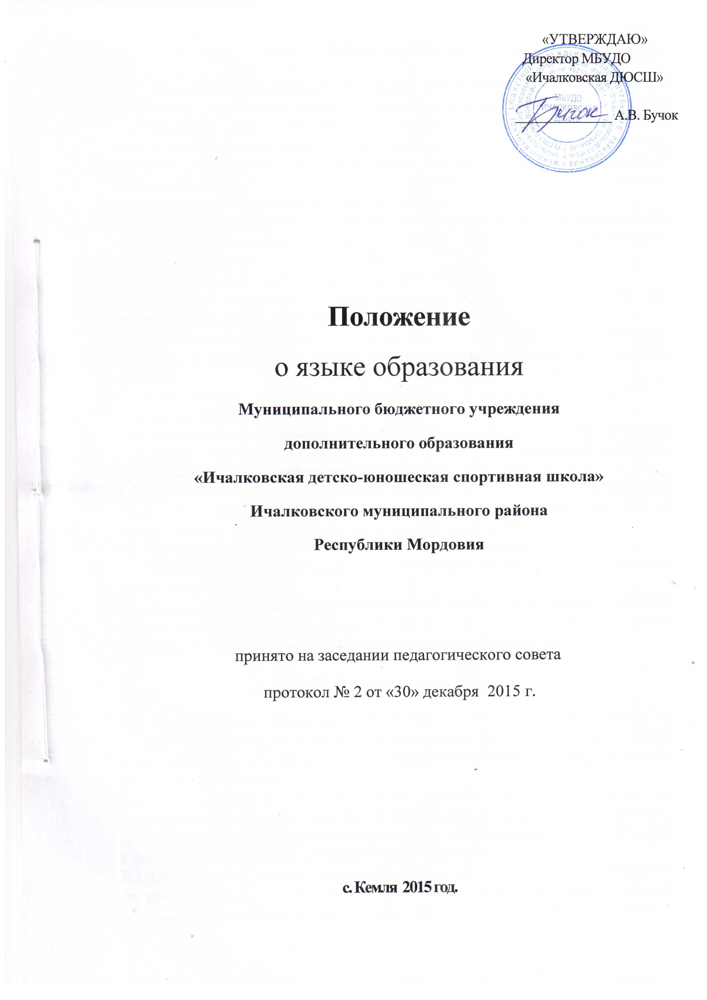 «УТВЕРЖДАЮ»
Директор МБУДО
«Ичалковская ДЮСШ»
А.В. Бучок
МБУДО
ИЧАЛКОВСКАЯ
ДЮСШ
Положение
о языке образования
Муниципального бюджетного учреждения
дополнительного образования
«Ичалковская детско-юношеская спортивная школа»
Ичалковского муниципального района
Республики Мордовия
принято на заседании педагогического совета
протокол № 2 от «30» декабря 2015 г.
с. Кемля 2015 год.